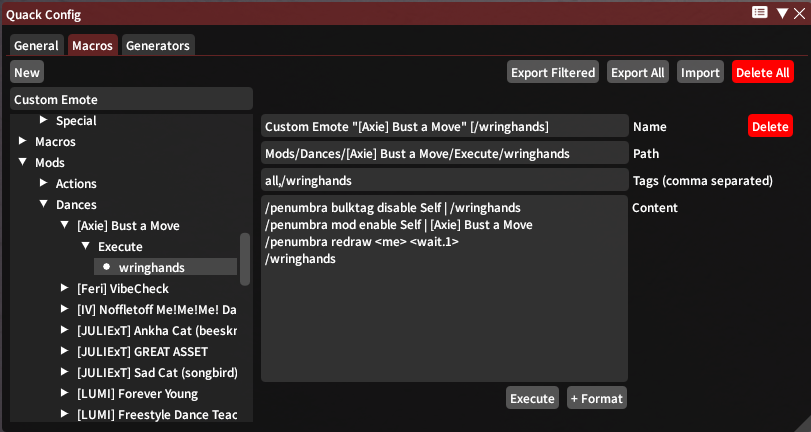 Quack Config
General Macros Generators
New Export Filtered Export All Import Delete All
Custom Emote
Special
Macros
Mods
Actions
Dances
[Axie] Bust a Move
Execute
wringhands
[Feri] VibeCheck
[IV] Noffletoff Me!Me!Me! Da
[JULIExT] Ankha Cat (beeskr
[JULIExT] GREAT ASSET
[JULIExT] Sad Cat (songbird)
[LUMI] Forever Young
[LUMI] Freestyle Dance Teac
Custom Emote "[Axie] Bust a Move" [/wringhands] Name Delete
Mods/Dances/[Axie] Bust a Move/Execute/wringhands Path
all,/wringhands Tags (comma separated)
/penumbra bulktag disable Self | /wringhands Content
/penumbra mod enable Self | [Axie] Bust a Move
/penumbra redraw <me> <wait.1>
/wringhands
Execute + Format